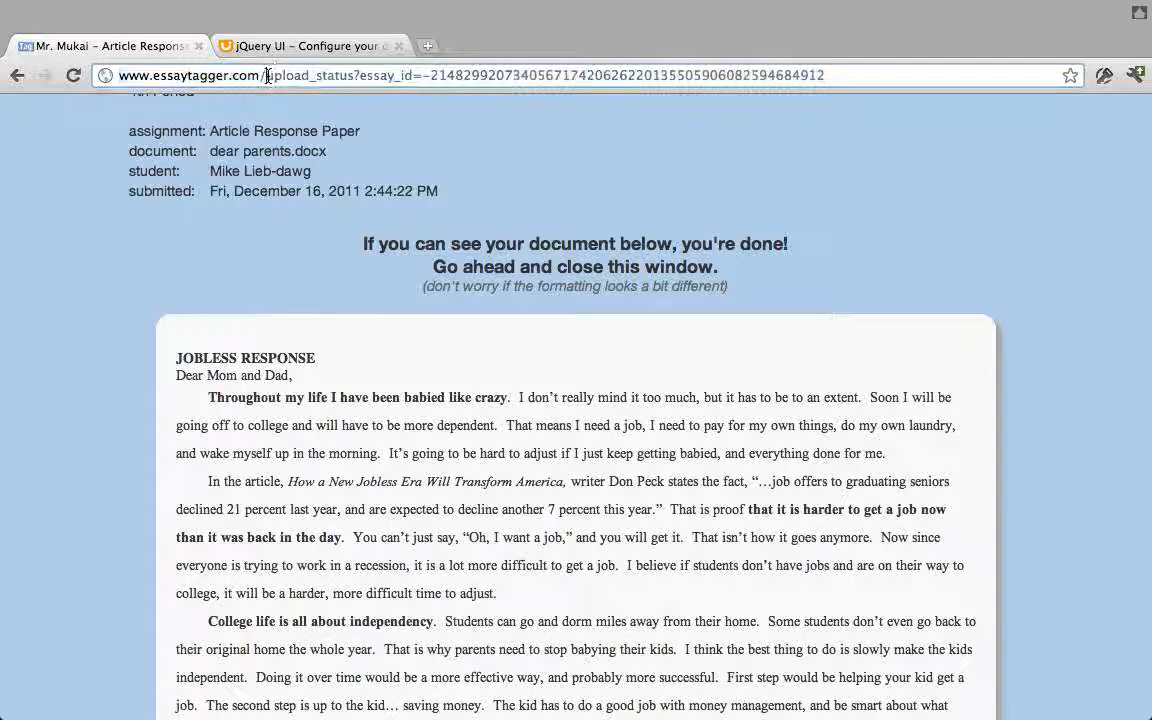 Mr. Mukai – Article Response
jQuery UI – Configure your d
www.essaytagger.com/upload_status?essay_id=-2148299207340567174206262201355059060825946849​12
assignment: Article Response Paper
document: dear parents.docx
student: Mike Lieb-dawg
submitted: Fri, December 16, 2011 2:44:22 PM
If you can see your document below, you're done!
Go ahead and close this window.
(don't worry if the formatting looks a bit different)
JOBLESS RESPONSE
Dear Mom and Dad,
Throughout my life I have been babied like crazy. I don't really mind it too much, but it has to be to an extent. Soon I will be
going off to college and will have to be more dependent. That means I need a job, I need to pay for my own things, do my own laundry,
and wake myself up in the morning. It's going to be hard to adjust if I just keep getting babied, and everything done for me.
In the article, How a New Jobless Era Will Transform America, writer Don Peck states the fact, “…job offers to graduating seniors
declined 21 percent last year, and are expected to decline another 7 percent this year.” That is proof that it is harder to get a job now
than it was back in the day. You can't just say, “Oh, I want a job,” and you will get it. That isn't how it goes anymore. Now since
everyone is trying to work in a recession, it is a lot more difficult to get a job. I believe if students don't have jobs and are on their way to
college, it will be a harder, more difficult time to adjust.
College life is all about independency. Students can go and dorm miles away from their home. Some students don't even go back to
their original home the whole year. That is why parents need to stop babying their kids. I think the best thing to do is slowly make the kids
independent. Doing it over time would be a more effective way, and probably more successful. First step would be helping your kid get a
job. The second step is up to the kid… saving money. The kid has to do a good job with money management, and be smart about what